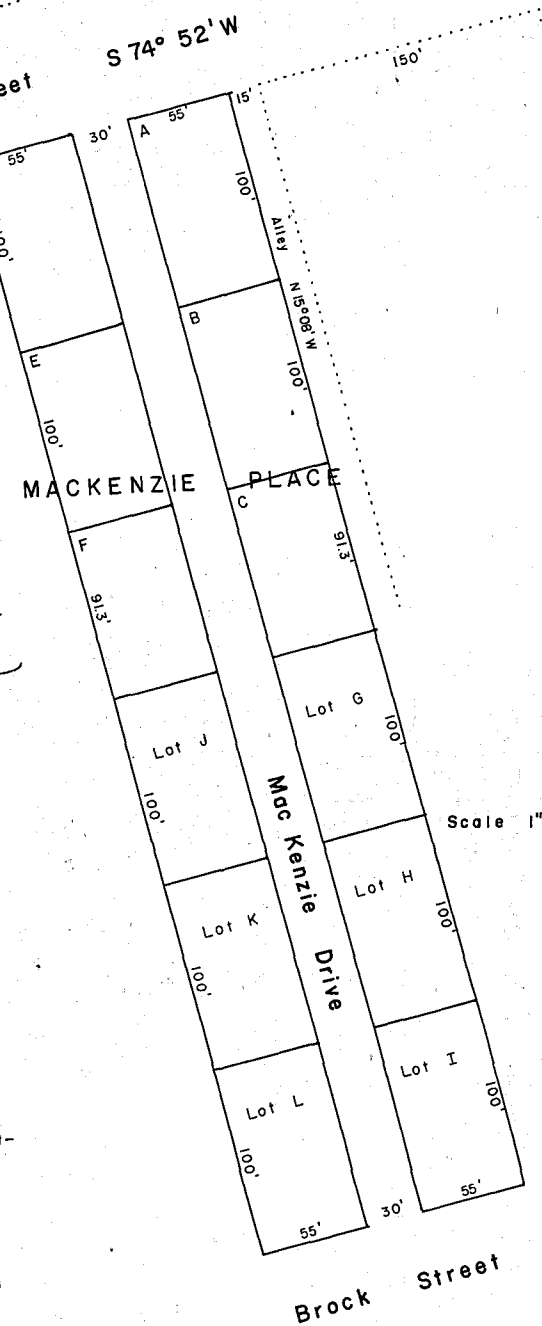 S 74° 52' W
eet
150'
15'
55'
A
30'
55'
100'
00'
Alley
N 15°08' W
B
E
100'
100'
MACKENZIE PLACE
C
F
91.3'
91.3'
Lot G
100'
Lot J
100'
Mac Kenzie Drive
Scale 1"
Lot H
100'
Lot K
100'
Lot I
100'
Lot L
100'
55'
30'
55'
Brock Street